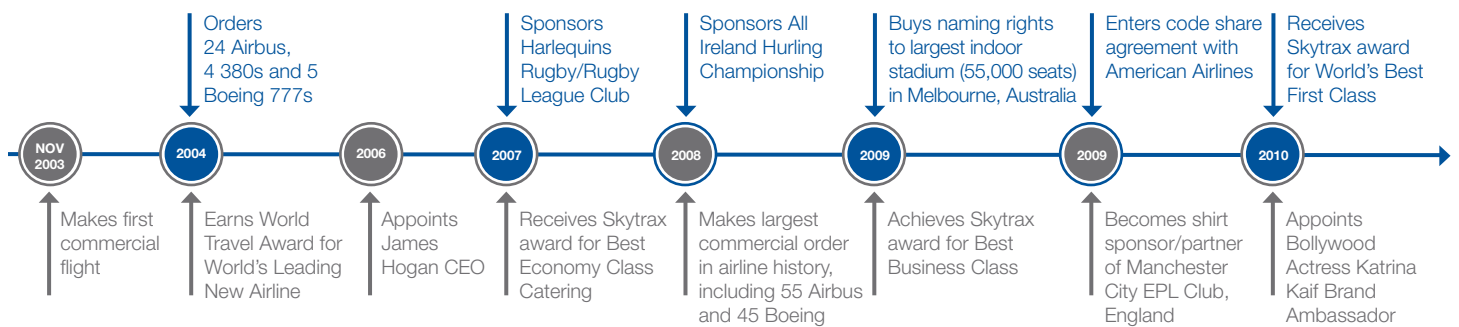 Orders
24 Airbus,
4 380s and 5
Boeing 777s
Sponsors
Harlequins
Rugby/Rugby
League Club
Sponsors All
Ireland Hurling
Championship
Buys naming rights
to largest indoor
stadium (55,000 seats)
in Melbourne, Australia
Enters code share
agreement with
American Airlines
Receives
Skytrax award
for World's Best
First Class
NOV
2003
2004
2006
2007
2008
2009
2009
2010
Makes first
commercial
flight
Earns World
Travel Award for
World's Leading
New Airline
Appoints
James
Hogan CEO
Receives Skytrax
award for Best
Economy Class
Catering
Makes largest
commercial order
in airline history,
including 55 Airbus
and 45 Boeing
Achieves Skytrax
award for Best
Business Class
Becomes shirt
sponsor/partner
of Manchester
City EPL Club,
England
Appoints
Bollywood
Actress Katrina
Kaif Brand
Ambassador